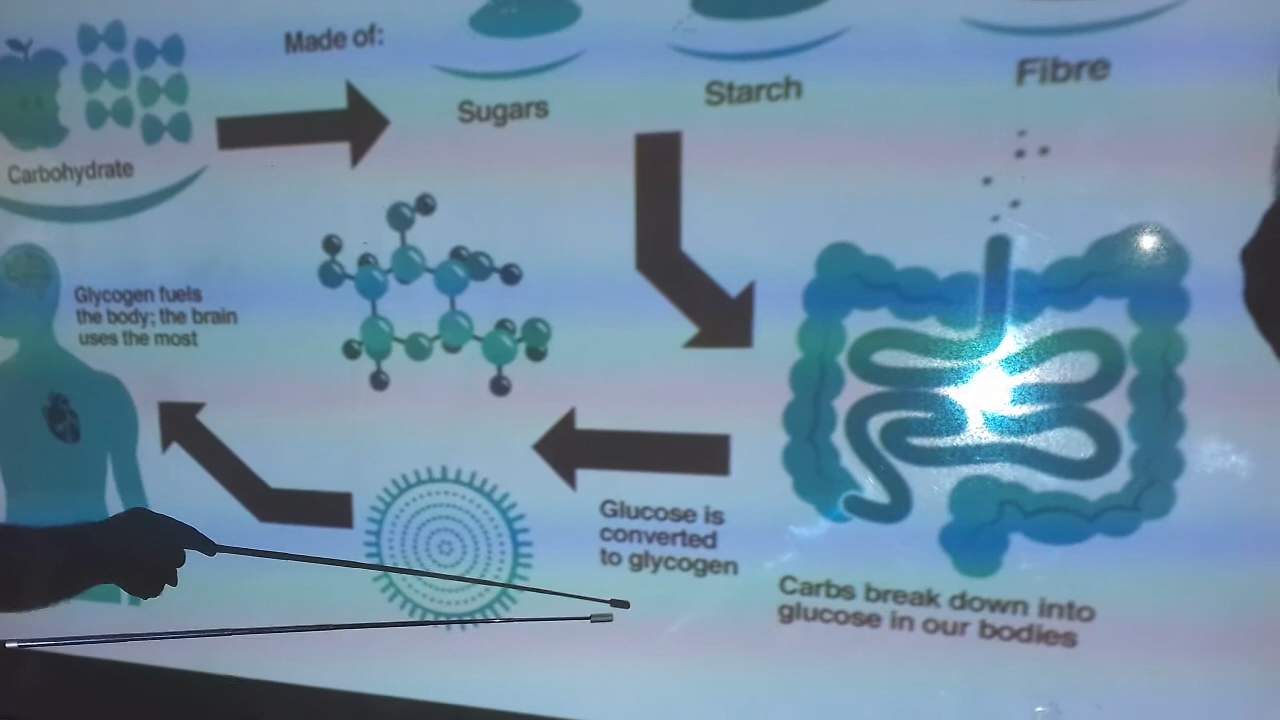 Made of:
Sugars
Starch
Fibre
Carbohydrate
Glycogen fuels
the body; the brain
uses the most
Glucose is
converted
to glycogen
Carbs break down into
glucose in our bodies